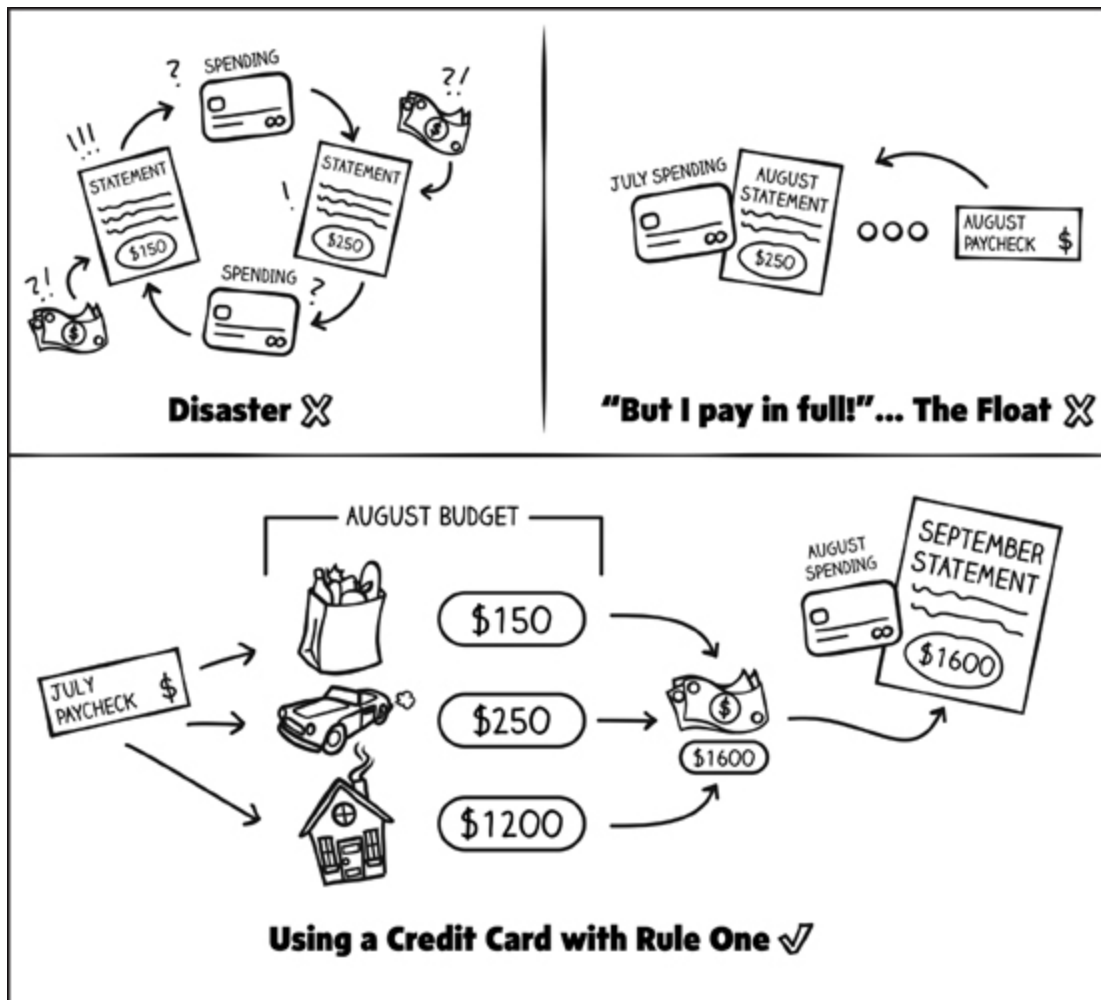 SPENDING
STATEMENT
$150
STATEMENT
$250
SPENDING
?
?!
?
?!
!!!
!
Disaster X
JULY SPENDING
AUGUST
STATEMENT
$250
AUGUST
PAYCHECK $
“But I pay in full!”... The Float X
AUGUST BUDGET
JULY
PAYCHECK $
$150
$250
$1200
$
$1600
AUGUST
SPENDING
SEPTEMBER
STATEMENT
$1600
Using a Credit Card with Rule One ✓